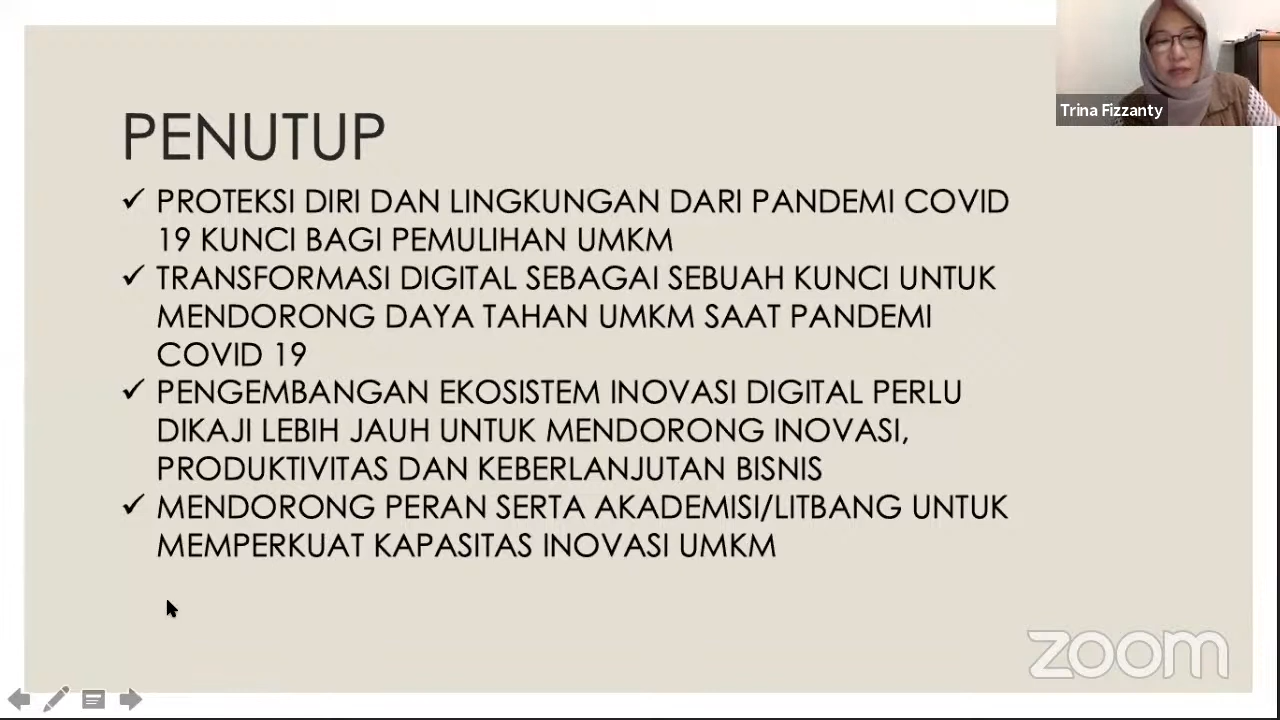 Trina Fizzanty
PENUTUP
✓ PROTEKSI DIRI DAN LINGKUNGAN DARI PANDEMI COVID
19 KUNCI BAGI PEMULIHAN UMKM
✓ TRANSFORMASI DIGITAL SEBAGAI SEBUAH KUNCI UNTUK
MENDORONG DAYA TAHAN UMKM SAAT PANDEMI
COVID 19
✓ PENGEMBANGAN EKOSISTEM INOVASI DIGITAL PERLU
DIKAJI LEBIH JAUH UNTUK MENDORONG INOVASI,
PRODUKTIVITAS DAN KEBERLANJUTAN BISNIS
✓ MENDORONG PERAN SERTA AKADEMISI/LITBANG UNTUK
MEMPERKUAT KAPASITAS INOVASI UMKM
zoom